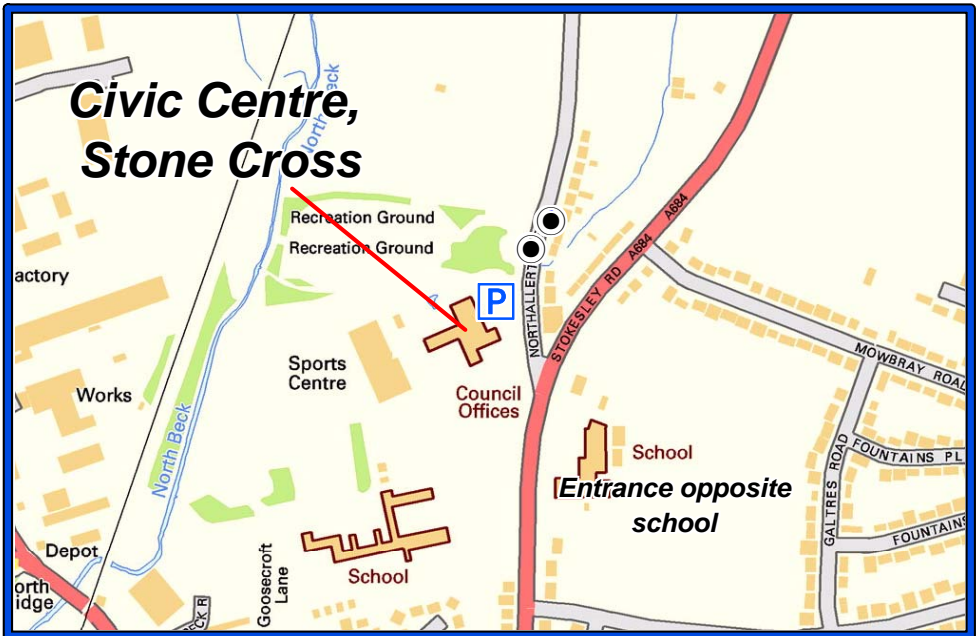 Civic Centre,
Stone Cross
North Beck
Recreation Ground
Recreation Ground
actory
P
NORTHALLERT
A684
A684
STOKESLEY RD
MOWBRAY ROAD
Sports
Centre
Council
Offices
Works
North Beck
School
Entrance opposite
school
GALTRES ROAD
FOUNTAINS PL
FOUNTAINS
Depot
orth
idge
CK R
Goosecroft
Lane
School